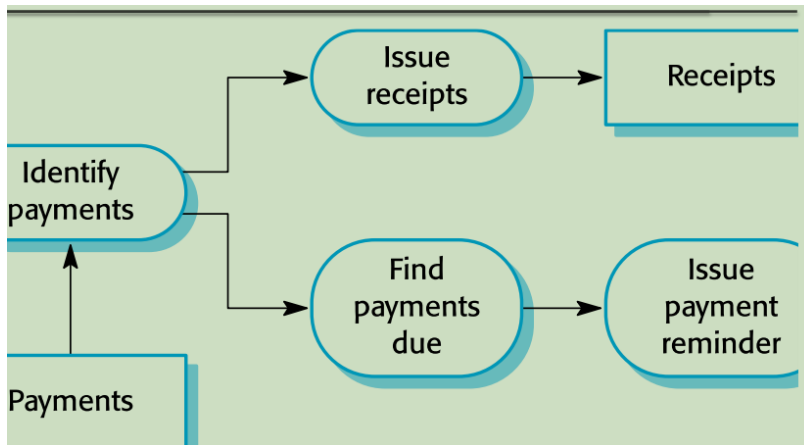 Issue
receipts
Receipts
Identify
payments
Find
payments
due
Issue
payment
reminder
Payments